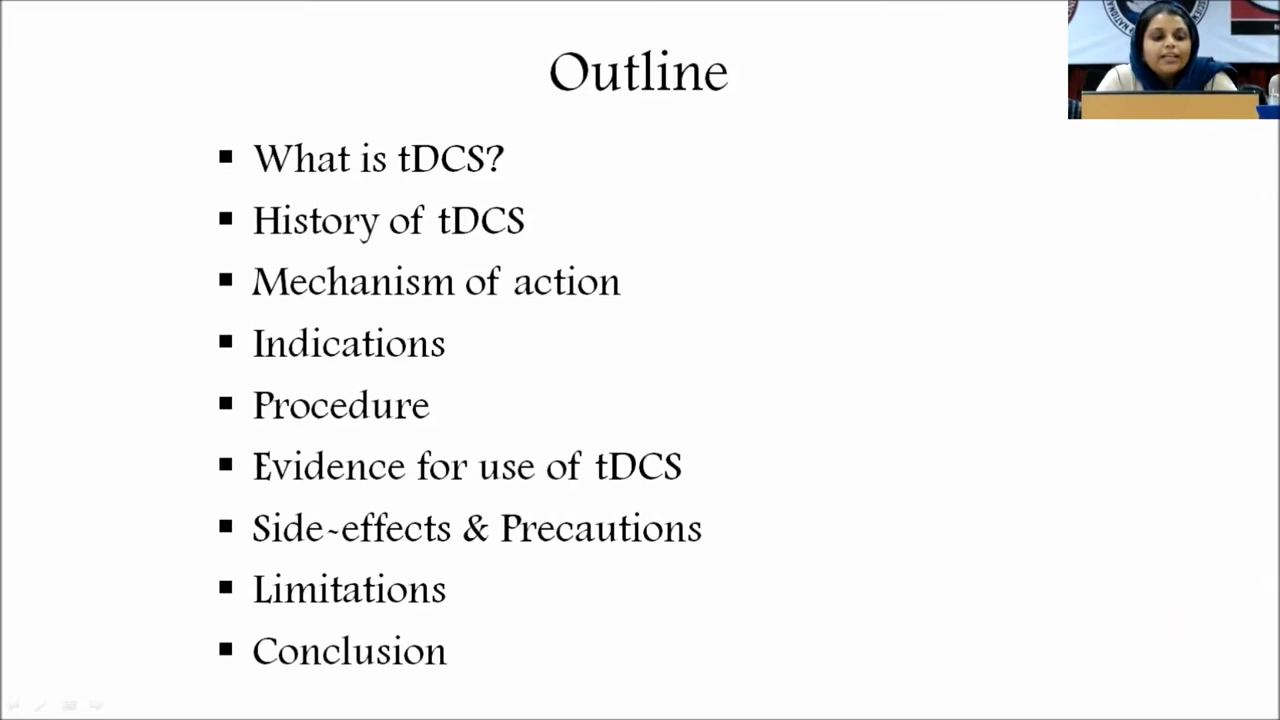 Outline
▪ What is tDCS?
▪ History of tDCS
▪ Mechanism of action
▪ Indications
▪ Procedure
▪ Evidence for use of tDCS
▪ Side-effects & Precautions
▪ Limitations
▪ Conclusion